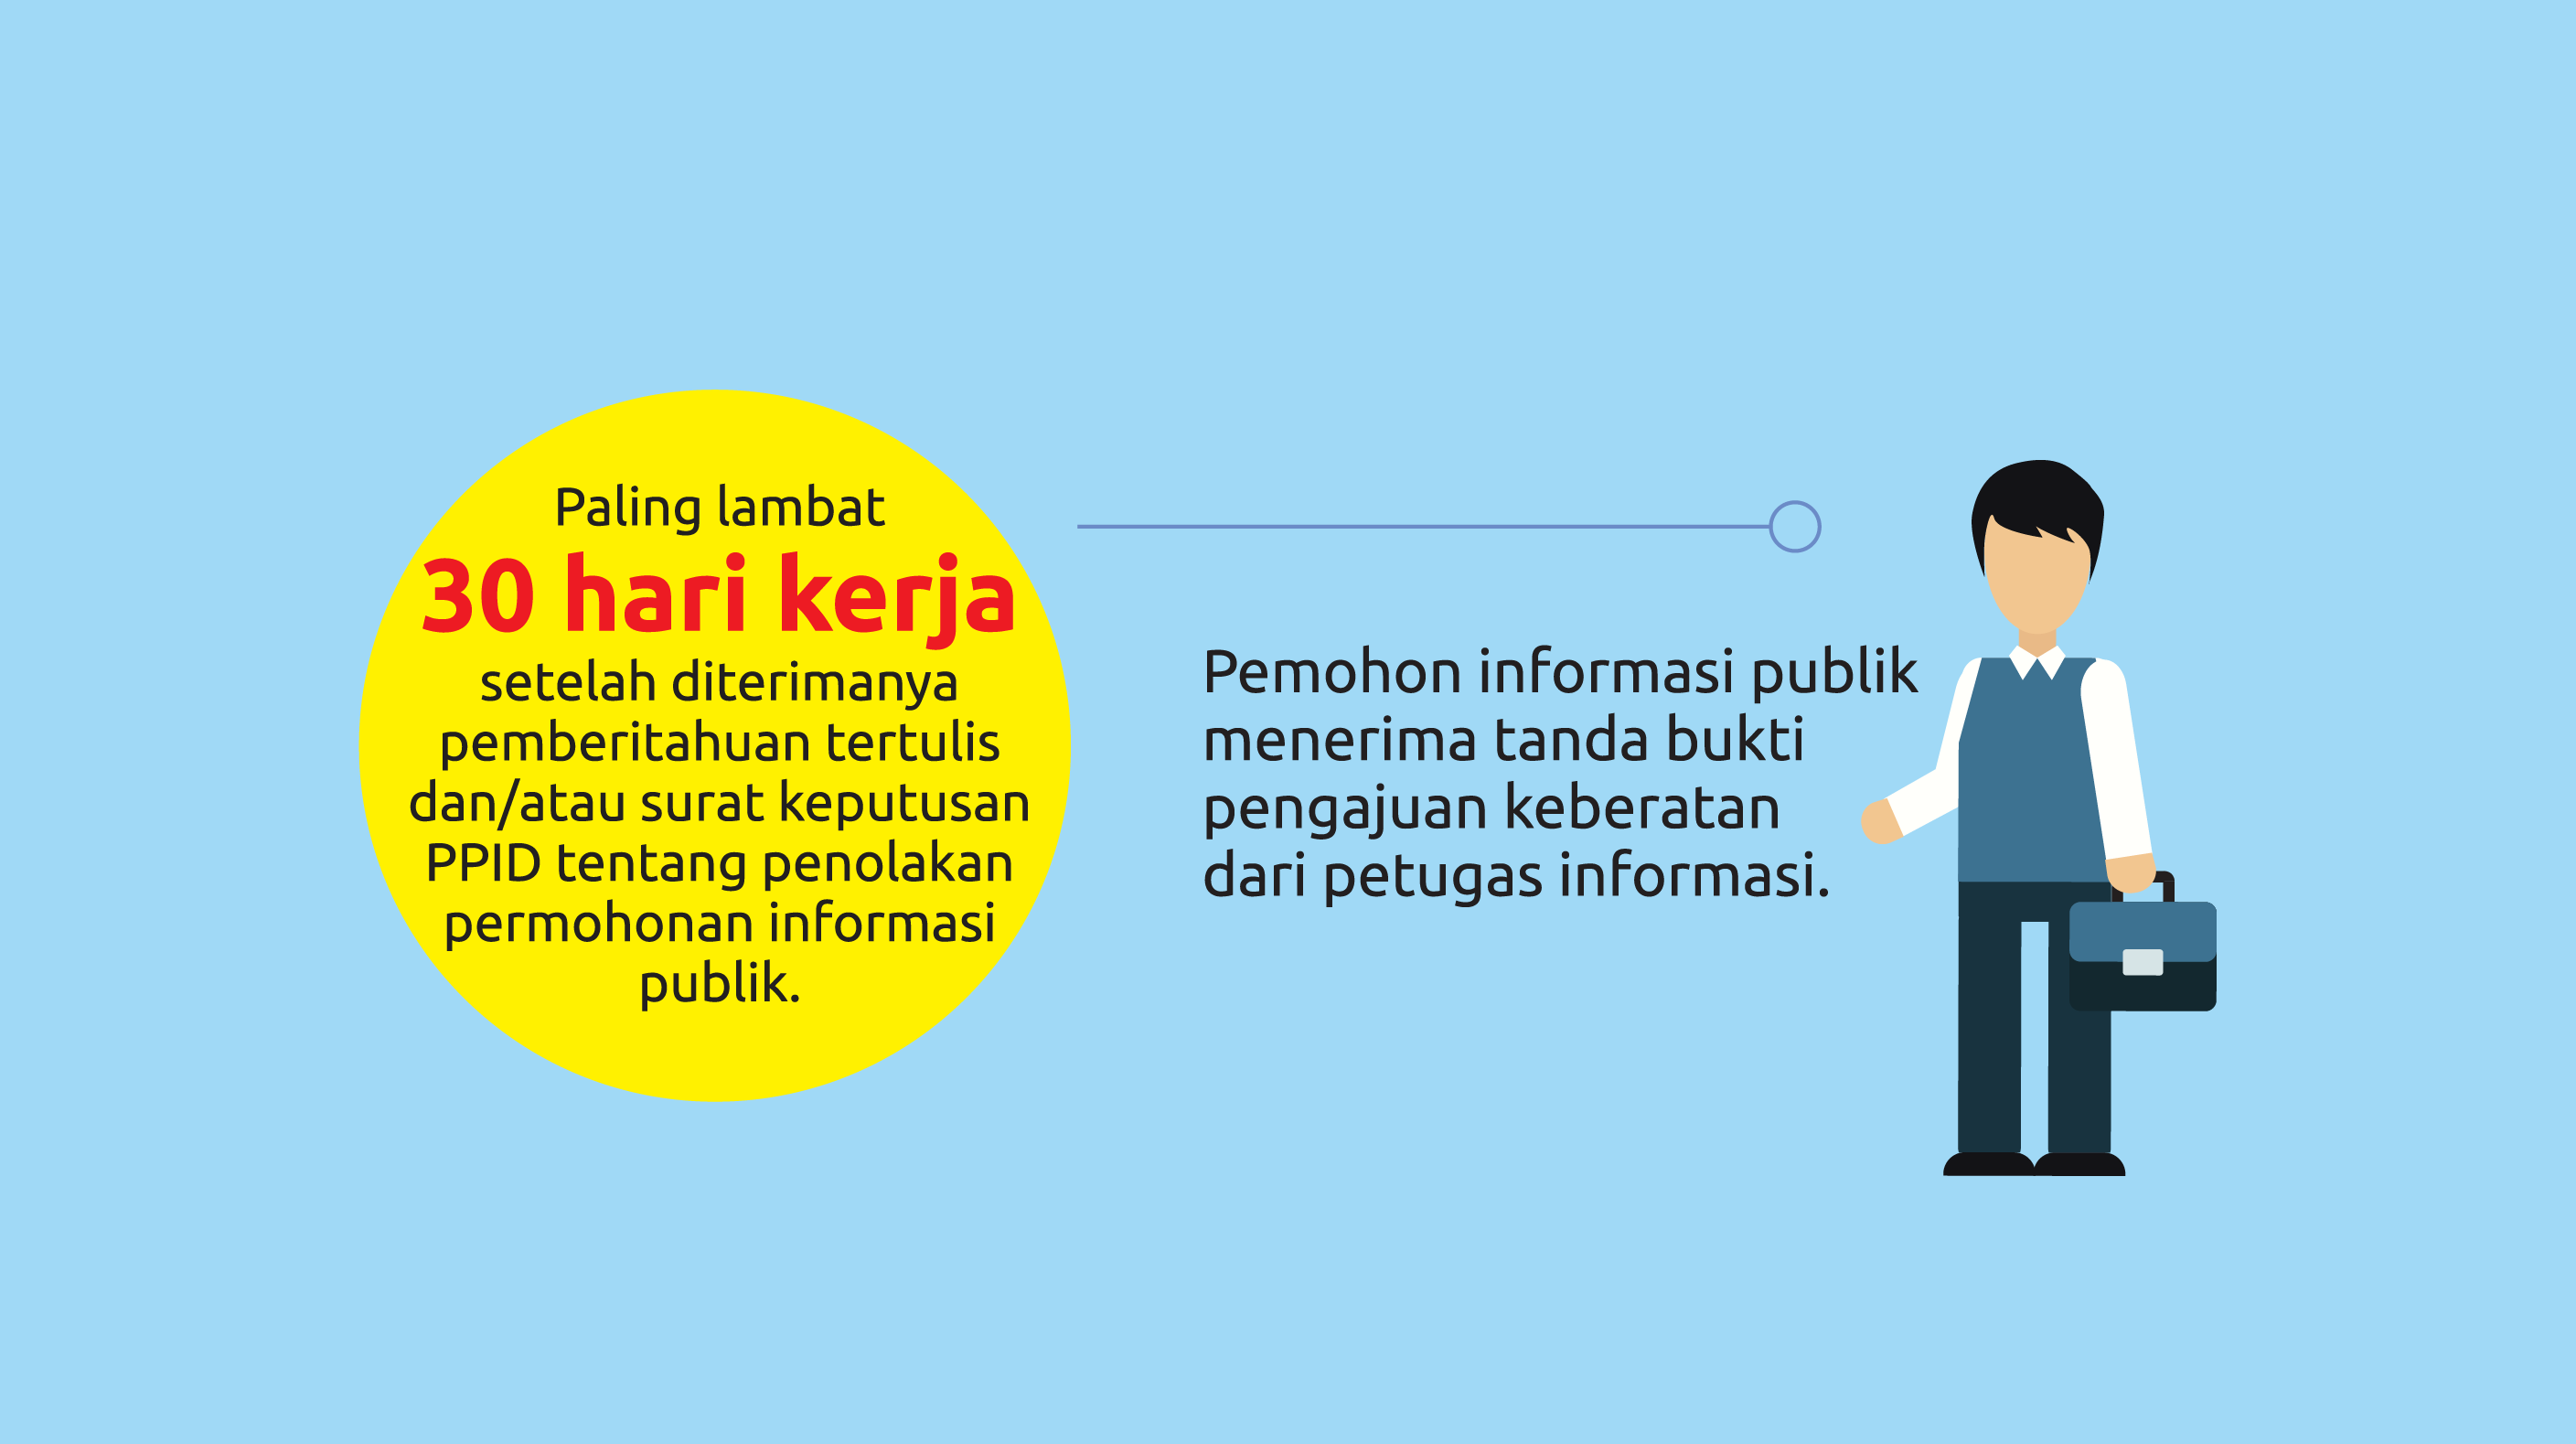 Paling lambat
30 hari kerja
setelah diterimanya
pemberitahuan tertulis
dan/atau surat keputusan
PPID tentang penolakan
permohonan informasi
publik.
Pemohon informasi publik
menerima tanda bukti
pengajuan keberatan
dari petugas informasi.